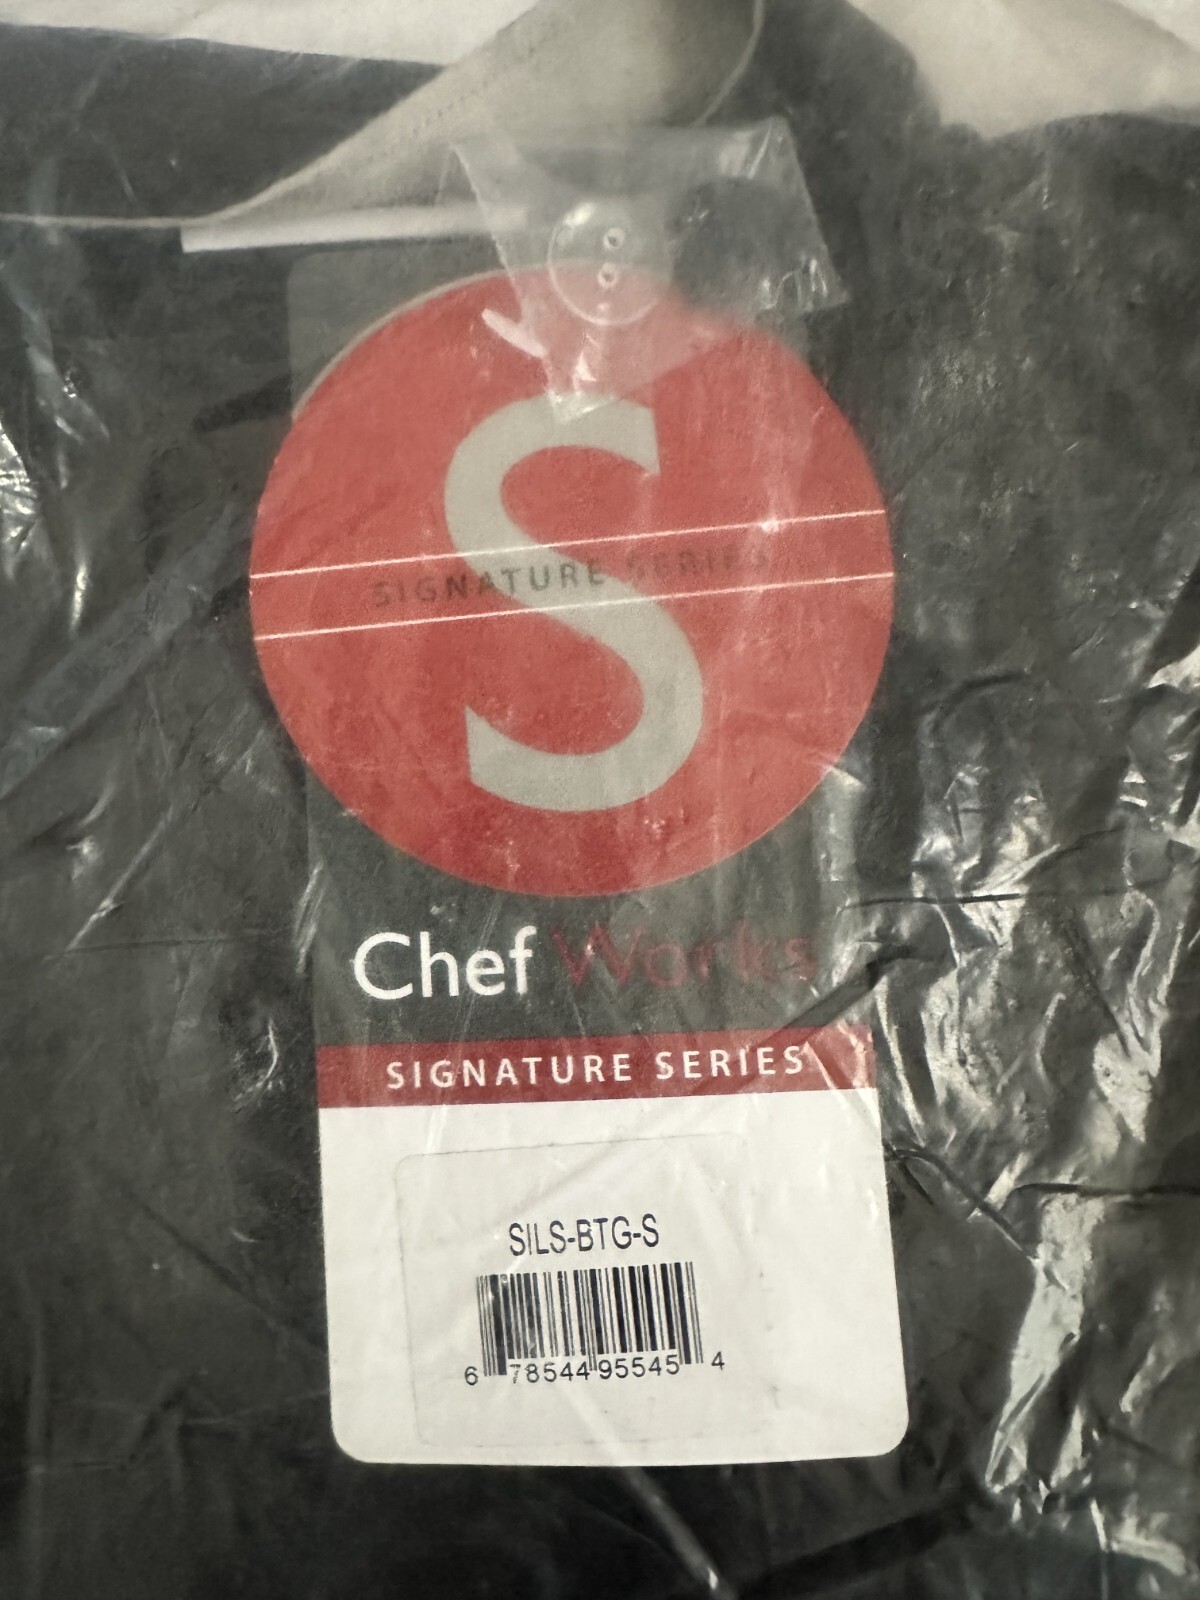 S
SIGNATURE SERIES
Chef Works
SIGNATURE SERIES
SILS-BTG-S
6 78544 95545 4